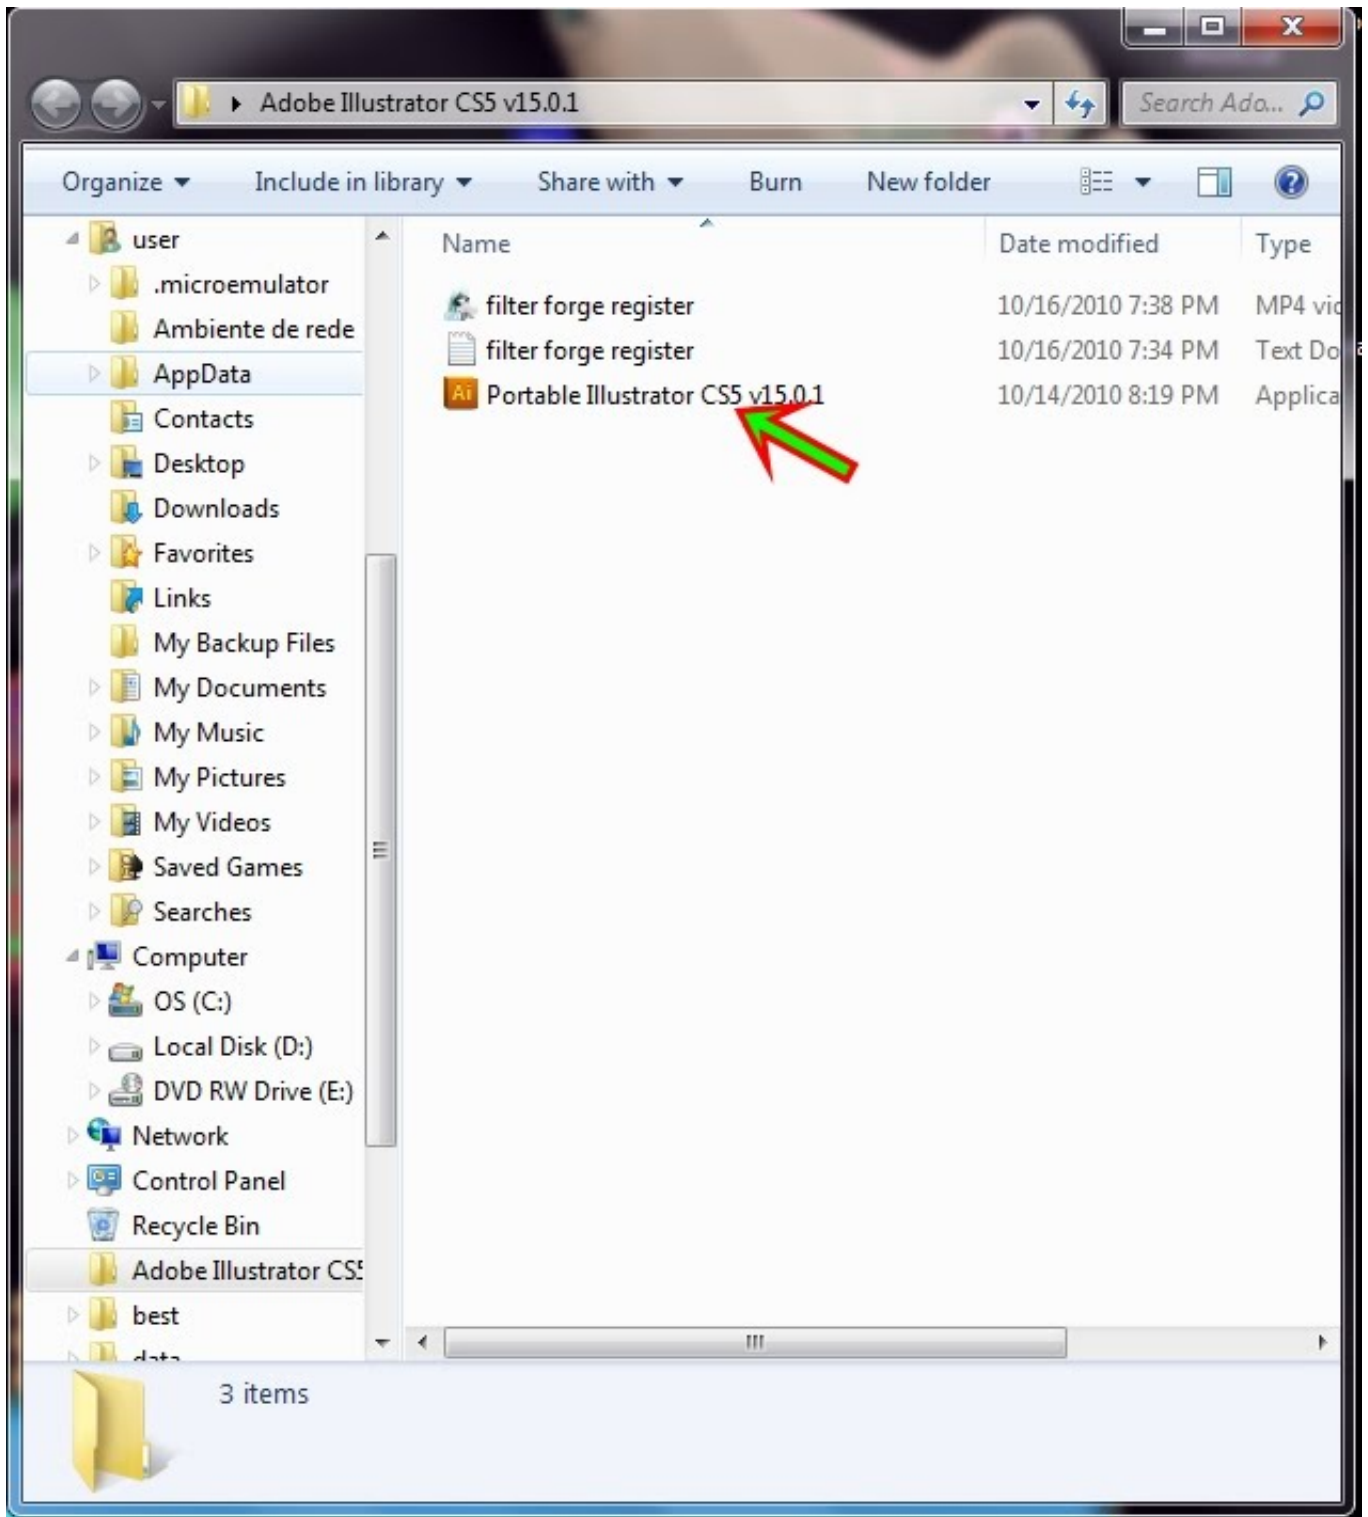 Adobe Illustrator CS5 v15.0.1
Search Ado...
Organize
Include in library
Share with
Burn
New folder
user
.microemulator
Ambiente de rede
AppData
Contacts
Desktop
Downloads
Favorites
Links
My Backup Files
My Documents
My Music
My Pictures
My Videos
Saved Games
Searches
Computer
OS (C:)
Local Disk (D:)
DVD RW Drive (E:)
Network
Control Panel
Recycle Bin
Adobe Illustrator CS5
best
data
Name Date modified Type
filter forge register 10/16/2010 7:38 PM MP4 vid
filter forge register 10/16/2010 7:34 PM Text Do
Ai Portable Illustrator CS5 v15.0.1 10/14/2010 8:19 PM Applica
3 items